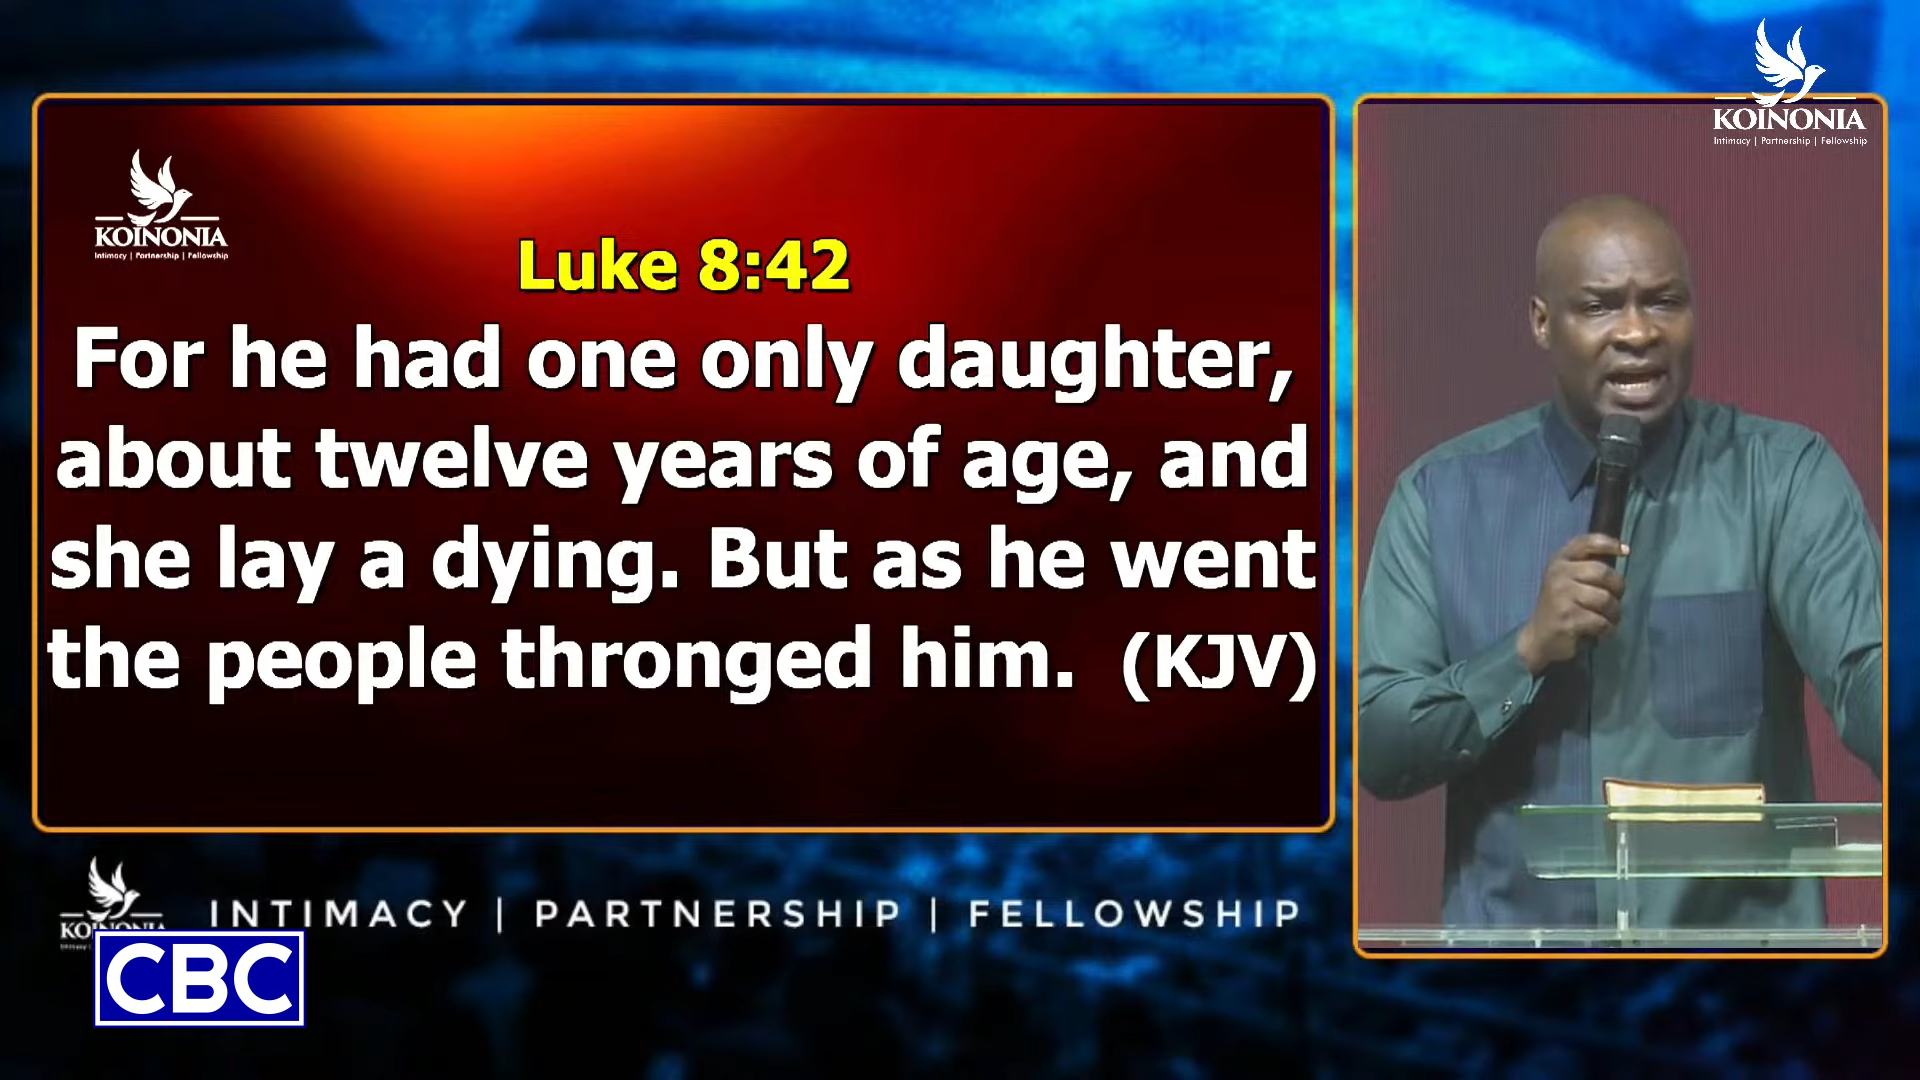 KOINONIA
Intimacy | Partnership | Fellowship
KOINONIA
Intimacy | Partnership | Fellowship
Luke 8:42
For he had one only daughter,
about twelve years of age, and
she lay a dying. But as he went
the people thronged him. (KJV)
INTIMACY | PARTNERSHIP | FELLOWSHIP
KOINONIA
CBC